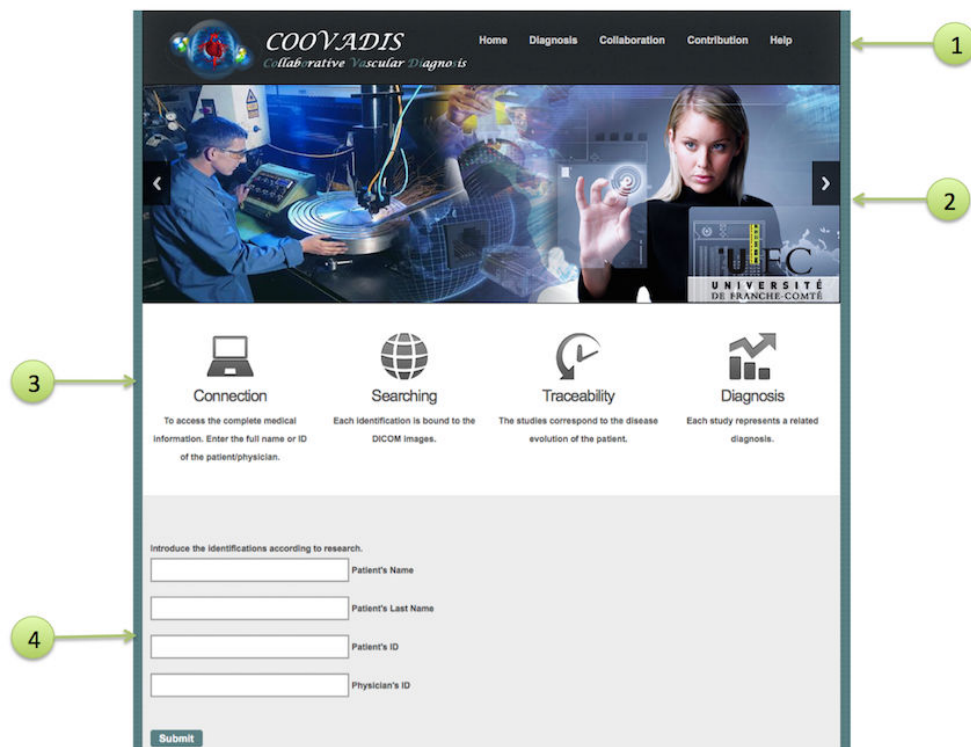 COOVADIS
Collaborative Vascular Diagnosis
Home Diagnosis Collaboration Contribution Help
1
2
UFC
UNIVERSITÉ
DE FRANCHE-COMTÉ
3
Connection
To access the complete medical
information. Enter the full name or ID
of the patient/physician.
Searching
Each identification is bound to the
DICOM images.
Traceability
The studies correspond to the disease
evolution of the patient.
Diagnosis
Each study represents a related
diagnosis.
Introduce the identifications according to research.
Patient's Name
Patient's Last Name
4
Patient's ID
Physician's ID
Submit